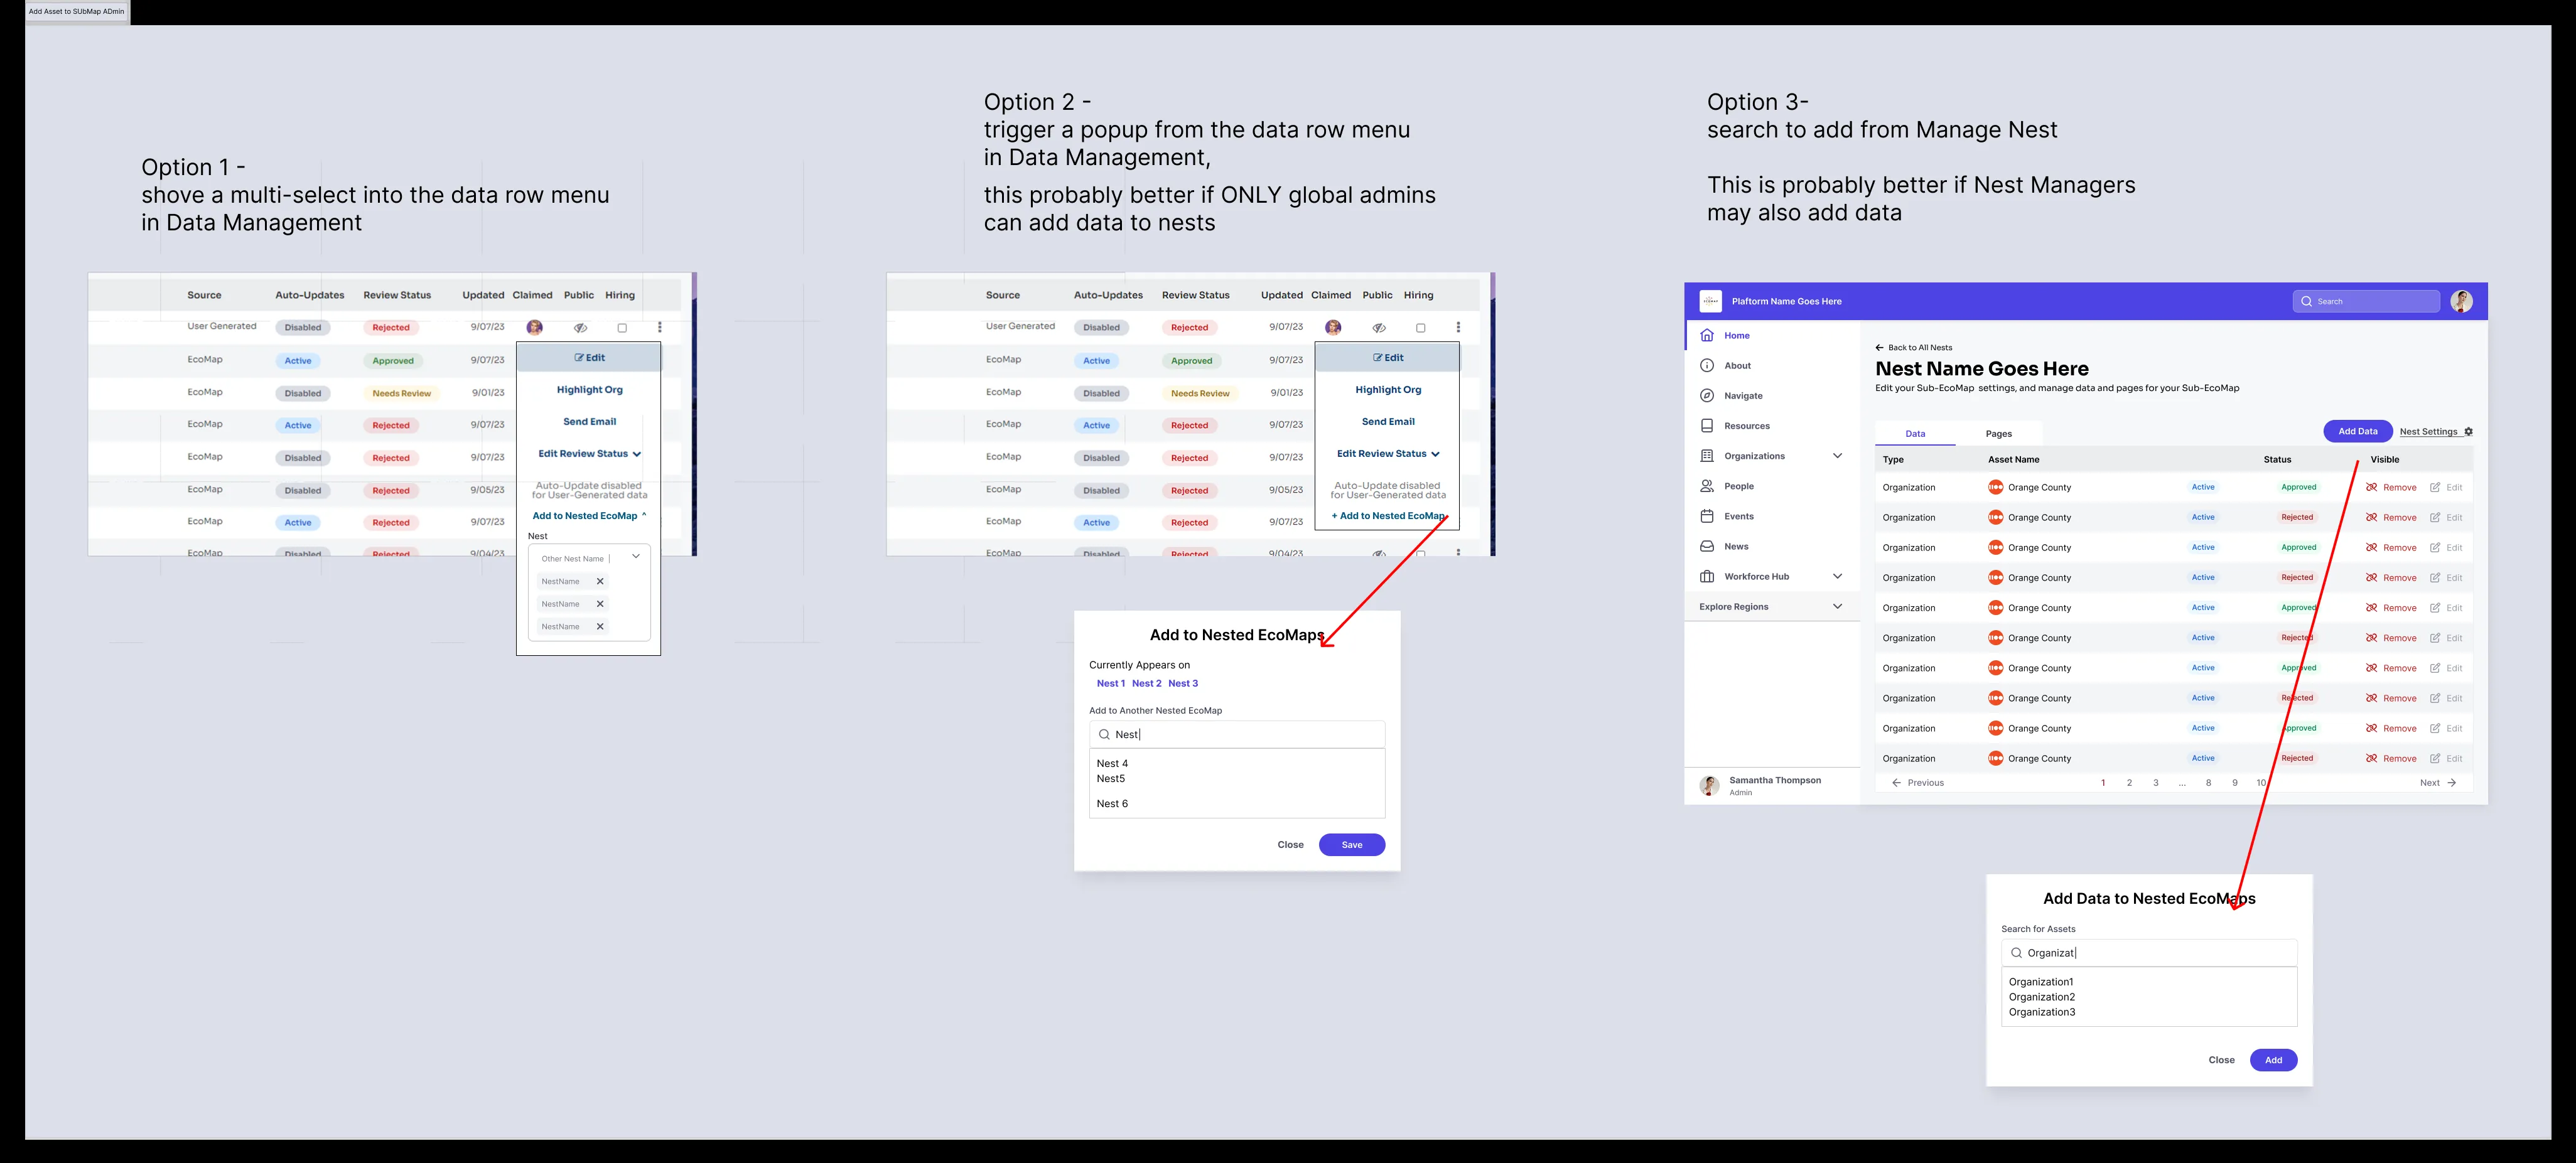 Add Asset to SUbMap ADmin
Option 1 -
shove a multi-select into the data row menu
in Data Management
Source Auto-Updates Review Status Updated Claimed Public Hiring
User Generated Disabled Rejected 9/07/23
EcoMap Active Approved 9/07/23
EcoMap Disabled Needs Review 9/01/23
EcoMap Active Rejected 9/07/23
EcoMap Disabled Rejected 9/07/23
EcoMap Disabled Rejected 9/05/23
EcoMap Active Rejected 9/07/23
EcoMap Disabled Rejected 9/04/23
Edit
Highlight Org
Send Email
Edit Review Status
Auto-Update disabled
for User-Generated data
Add to Nested EcoMap ^
Nest
Other Nest Name |
NestName
NestName
NestName
Option 2 -
trigger a popup from the data row menu
in Data Management,
this probably better if ONLY global admins
can add data to nests
Source Auto-Updates Review Status Updated Claimed Public Hiring
User Generated Disabled Rejected 9/07/23
EcoMap Active Approved 9/07/23
EcoMap Disabled Needs Review 9/01/23
EcoMap Active Rejected 9/07/23
EcoMap Disabled Rejected 9/07/23
EcoMap Disabled Rejected 9/05/23
EcoMap Active Rejected 9/07/23
EcoMap Disabled Rejected 9/04/23
Edit
Highlight Org
Send Email
Edit Review Status
Auto-Update disabled
for User-Generated data
+ Add to Nested EcoMap
Add to Nested EcoMaps
Currently Appears on
Nest 1 Nest 2 Nest 3
Add to Another Nested EcoMap
Nest|
Nest 4
Nest5
Nest 6
Close Save
Option 3-
search to add from Manage Nest
This is probably better if Nest Managers
may also add data
Plaftorm Name Goes Here Search
Home
About
Navigate
Resources
Organizations
People
Events
News
Workforce Hub
Explore Regions
Samantha Thompson
Admin
Back to All Nests
Nest Name Goes Here
Edit your Sub-EcoMap settings, and manage data and pages for your Sub-EcoMap
Data Pages Add Data Nest Settings
Type Asset Name Status Visible
Organization Orange County Active Approved Remove Edit
Organization Orange County Active Rejected Remove Edit
Organization Orange County Active Approved Remove Edit
Organization Orange County Active Rejected Remove Edit
Organization Orange County Active Approved Remove Edit
Organization Orange County Active Rejected Remove Edit
Organization Orange County Active Approved Remove Edit
Organization Orange County Active Rejected Remove Edit
Organization Orange County Active Approved Remove Edit
Organization Orange County Active Rejected Remove Edit
Previous 1 2 3 ... 8 9 10 Next
Add Data to Nested EcoMaps
Search for Assets
Organizat|
Organization1
Organization2
Organization3
Close Add